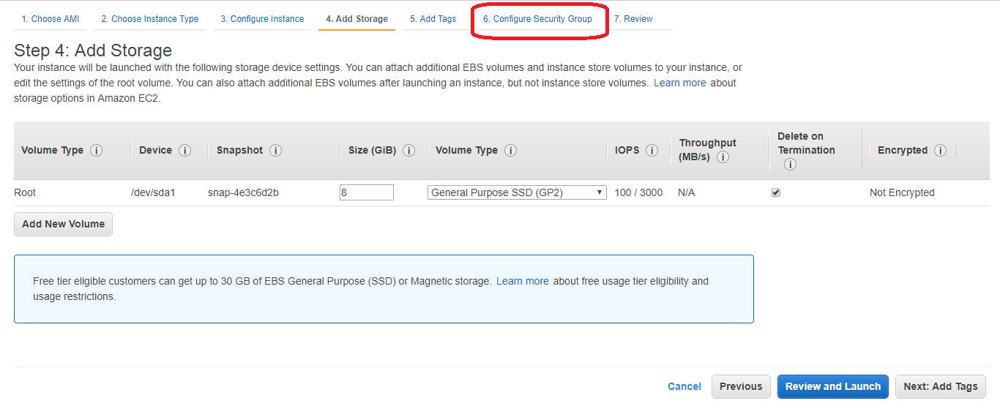 1. Choose AMI 2. Choose Instance Type 3. Configure Instance 4. Add Storage 5. Add Tags 6. Configure Security Group 7. Review
Step 4: Add Storage
Your instance will be launched with the following storage device settings. You can attach additional EBS volumes and instance store volumes to your instance, or
edit the settings of the root volume. You can also attach additional EBS volumes after launching an instance, but not instance store volumes. Learn more about
storage options in Amazon EC2.
Volume Type i Device i Snapshot i Size (GiB) i Volume Type i IOPS i Throughput (MB/s) i Delete on Termination i Encrypted i
Root /dev/sda1 snap-4e3c6d2b 8 General Purpose SSD (GP2) 100 / 3000 N/A Not Encrypted
Add New Volume
Free tier eligible customers can get up to 30 GB of EBS General Purpose (SSD) or Magnetic storage. Learn more about free usage tier eligibility and
usage restrictions.
Cancel Previous Review and Launch Next: Add Tags